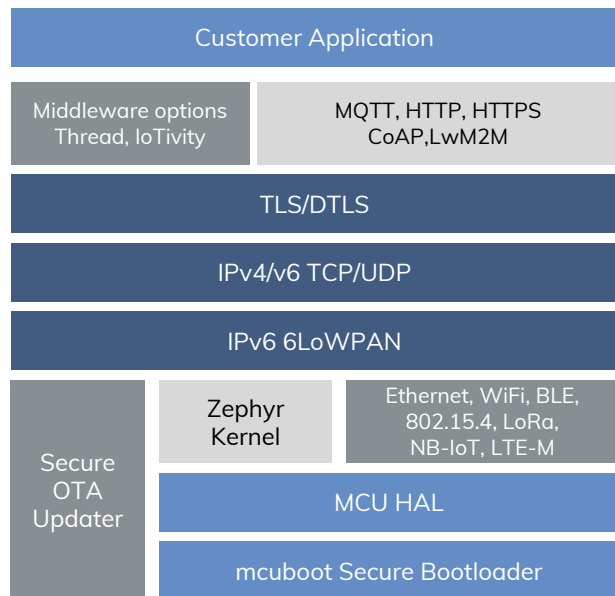 Customer Application
Middleware options
Thread, IoTivity
MQTT, HTTP, HTTPS
CoAP,LwM2M
TLS/DTLS
IPv4/v6 TCP/UDP
IPv6 6LoWPAN
Secure
OTA
Updater
Zephyr
Kernel
Ethernet, WiFi, BLE,
802.15.4, LoRa,
NB-IoT, LTE-M
MCU HAL
mcuboot Secure Bootloader